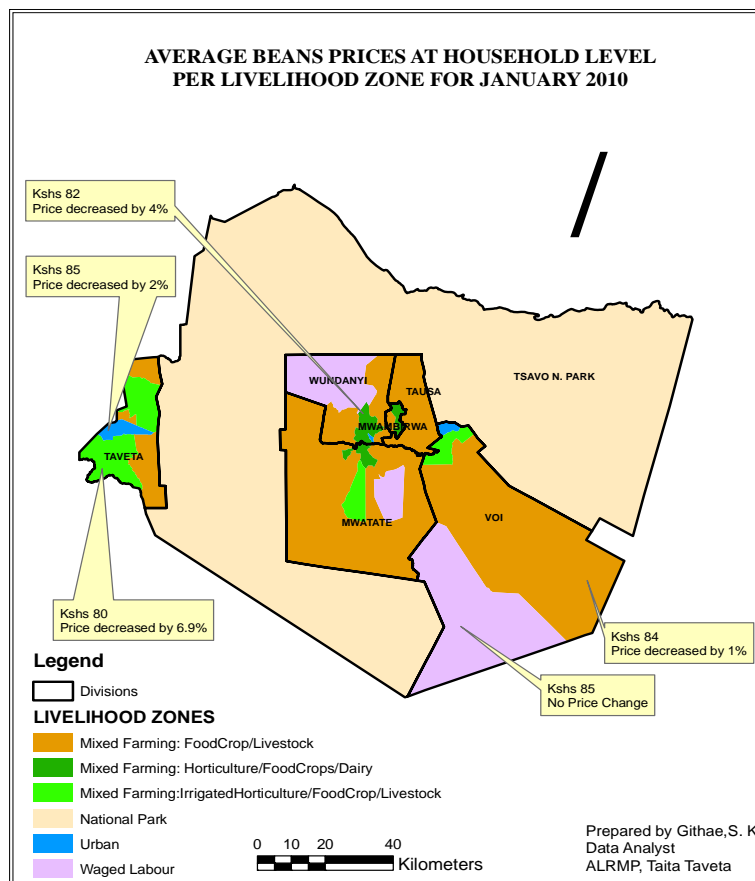 AVERAGE BEANS PRICES AT HOUSEHOLD LEVEL
PER LIVELIHOOD ZONE FOR JANUARY 2010
Kshs 82
Price decreased by 4%
Kshs 85
Price decreased by 2%
WUNDANYI
TAUSA
TSAVO N. PARK
MWAMBIRWA
TAVETA
MWATATE
VOI
Kshs 80
Price decreased by 6.9%
Kshs 84
Price decreased by 1%
Kshs 85
No Price Change
Legend
Divisions
LIVELIHOOD ZONES
Mixed Farming: FoodCrop/Livestock
Mixed Farming: Horticulture/FoodCrops/Dairy
Mixed Farming:IrrigatedHorticulture/FoodCrop/Livestock
National Park
Urban
Waged Labour
0 20 40
Kilometers
Prepared by Githae,S. K
Data Analyst
ALRMP, Taita Taveta